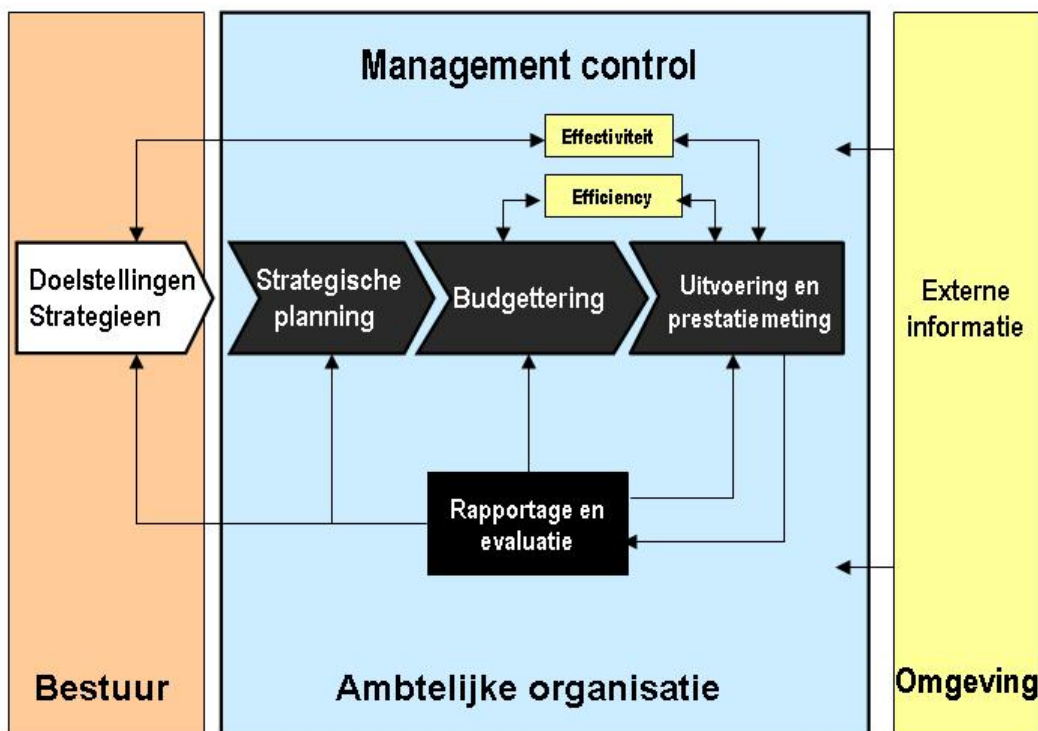 Management control
Effectiviteit
Efficiency
Doelstellingen
Strategieen
Strategische
planning
Budgettering
Uitvoering en
prestatiemeting
Externe
informatie
Rapportage en
evaluatie
Bestuur
Ambtelijke organisatie
Omgeving